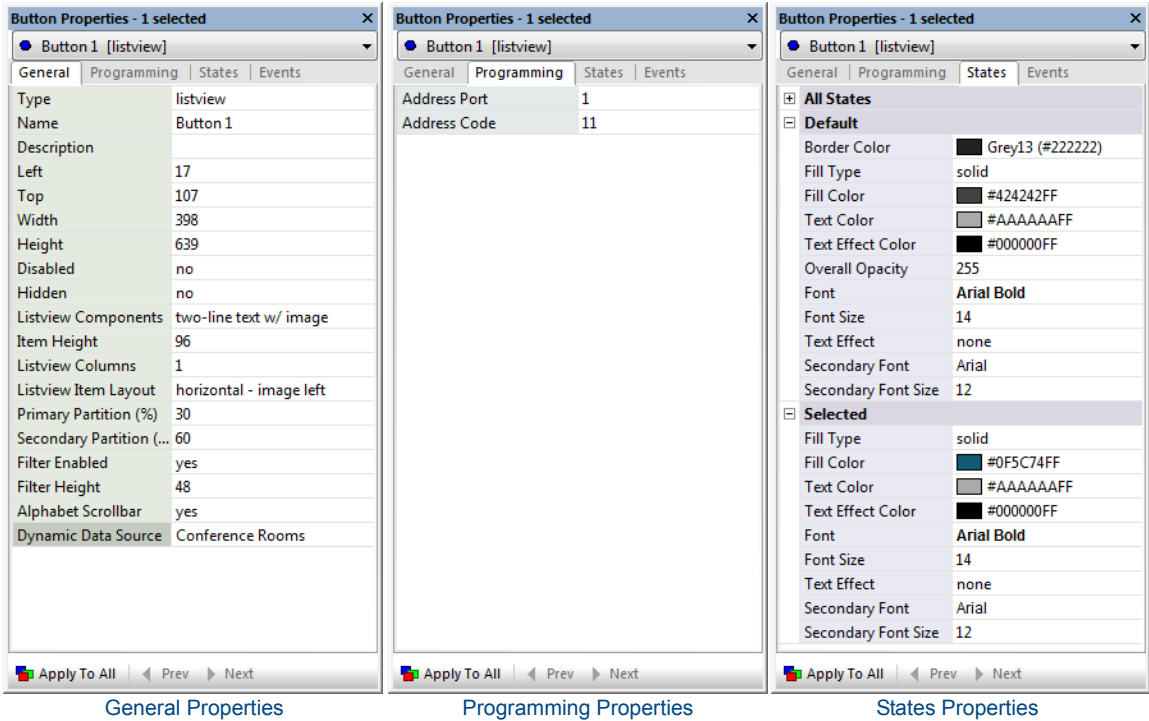 Button Properties - 1 selected
Button 1 [listview]
General Programming States Events
Type listview
Name Button 1
Description
Left 17
Top 107
Width 398
Height 639
Disabled no
Hidden no
Listview Components two-line text w/ image
Item Height 96
Listview Columns 1
Listview Item Layout horizontal - image left
Primary Partition (%) 30
Secondary Partition (... 60
Filter Enabled yes
Filter Height 48
Alphabet Scrollbar yes
Dynamic Data Source Conference Rooms
Apply To All Prev Next
General Properties
Button Properties - 1 selected
Button 1 [listview]
General Programming States Events
Address Port 1
Address Code 11
Apply To All Prev Next
Programming Properties
Button Properties - 1 selected
Button 1 [listview]
General Programming States Events
All States
Default
Border Color Grey13 (#222222)
Fill Type solid
Fill Color #424242FF
Text Color #AAAAAAFF
Text Effect Color #000000FF
Overall Opacity 255
Font Arial Bold
Font Size 14
Text Effect none
Secondary Font Arial
Secondary Font Size 12
Selected
Fill Type solid
Fill Color #0F5C74FF
Text Color #AAAAAAFF
Text Effect Color #000000FF
Font Arial Bold
Font Size 14
Text Effect none
Secondary Font Arial
Secondary Font Size 12
Apply To All Prev Next
States Properties